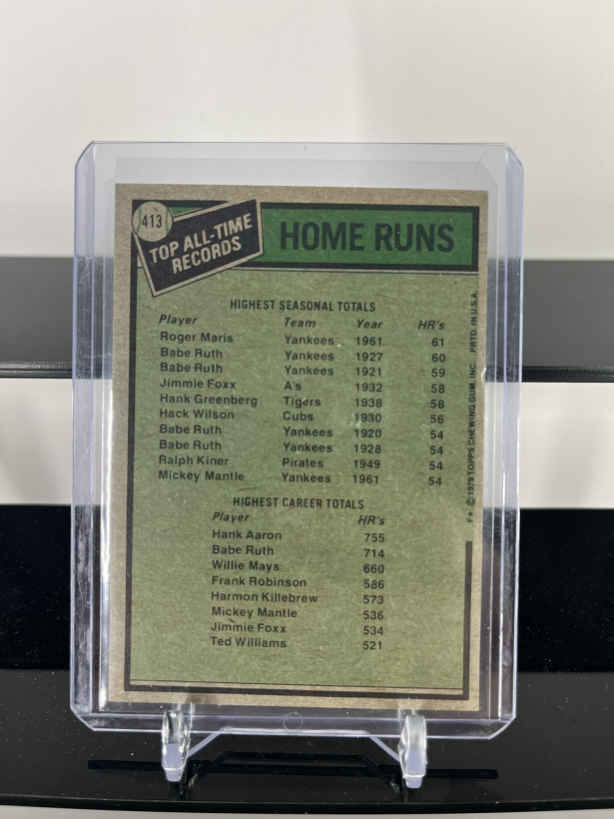 413
TOP ALL-TIME
RECORDS
HOME RUNS
HIGHEST SEASONAL TOTALS
Player Team Year HR's
Roger Maris Yankees 1961 61
Babe Ruth Yankees 1927 60
Babe Ruth Yankees 1921 59
Jimmie Foxx A's 1932 58
Hank Greenberg Tigers 1938 58
Hack Wilson Cubs 1930 56
Babe Ruth Yankees 1920 54
Babe Ruth Yankees 1928 54
Ralph Kiner Pirates 1949 54
Mickey Mantle Yankees 1961 54
HIGHEST CAREER TOTALS
Player HR's
Hank Aaron 755
Babe Ruth 714
Willie Mays 660
Frank Robinson 586
Harmon Killebrew 573
Mickey Mantle 536
Jimmie Foxx 534
Ted Williams 521
F* © 1979 TOPPS CHEWING GUM, INC. PRTD. IN U.S.A.